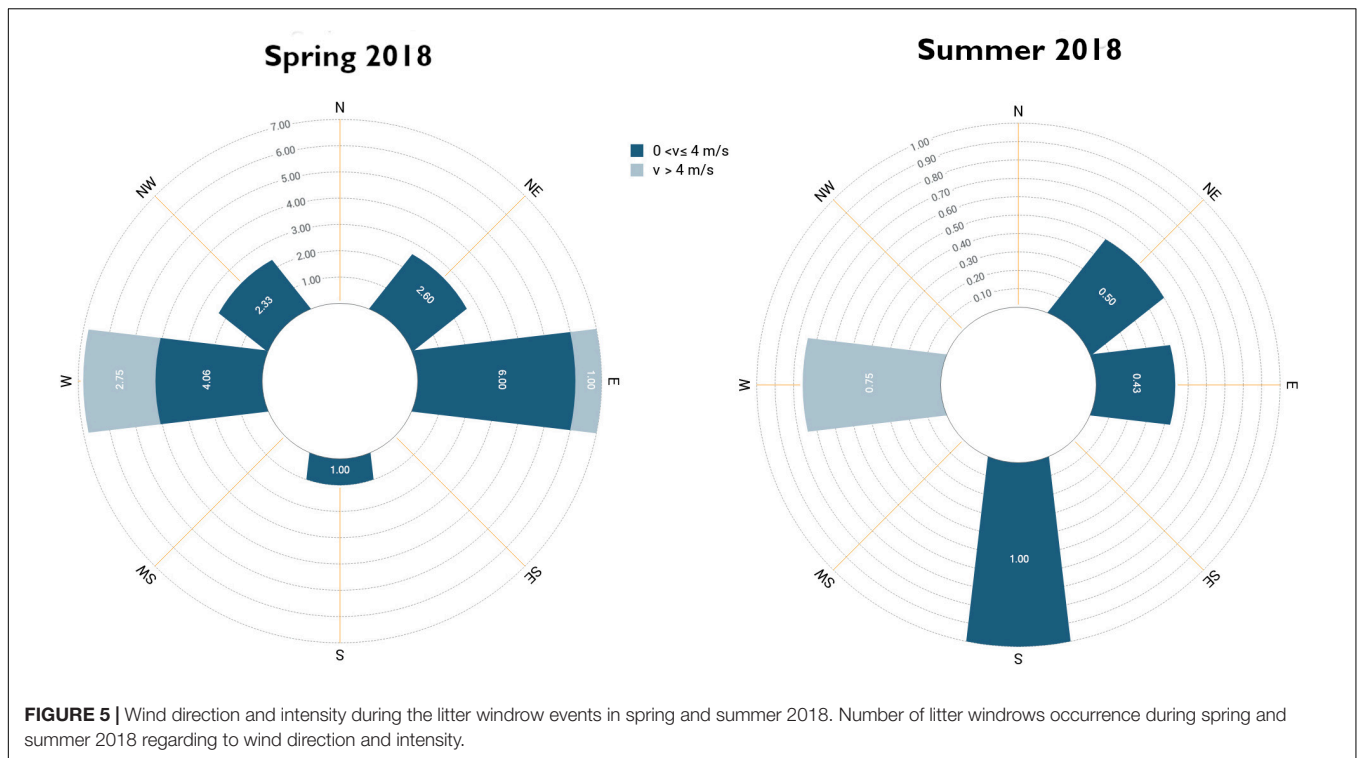 Spring 2018
N
NE
E
SE
S
SW
W
NW
7.00
6.00
5.00
4.00
3.00
2.00
1.00
2.33
2.60
2.75
4.06
6.00
1.00
1.00
0 <v≤ 4 m/s
v > 4 m/s
Summer 2018
N
NE
E
SE
S
SW
W
NW
1.00
0.90
0.80
0.70
0.60
0.50
0.40
0.30
0.20
0.10
0.50
0.43
0.75
1.00
FIGURE 5 | Wind direction and intensity during the litter windrow events in spring and summer 2018. Number of litter windrows occurrence during spring and
summer 2018 regarding to wind direction and intensity.